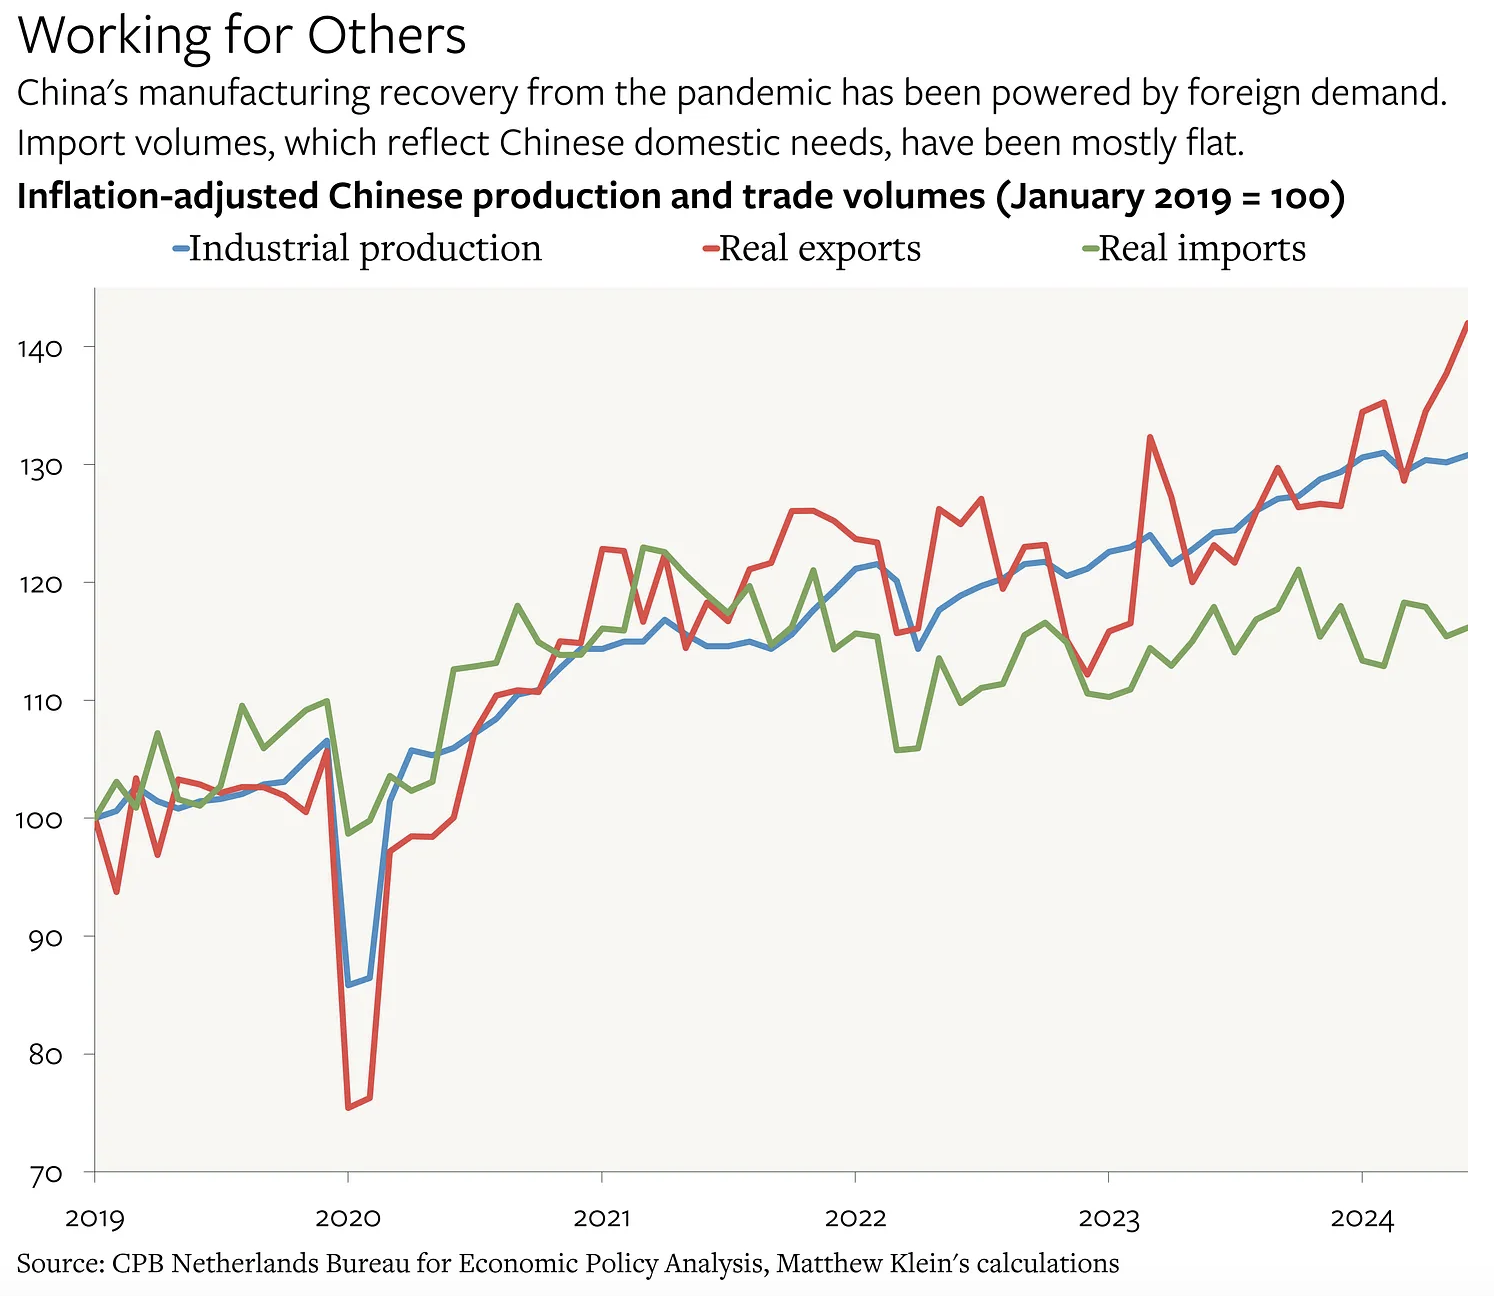 Working for Others
China's manufacturing recovery from the pandemic has been powered by foreign demand.
Import volumes, which reflect Chinese domestic needs, have been mostly flat.
Inflation-adjusted Chinese production and trade volumes (January 2019 = 100)
Industrial production Real exports Real imports
140
130
120
110
100
90
80
70
2019 2020 2021 2022 2023 2024
Source: CPB Netherlands Bureau for Economic Policy Analysis, Matthew Klein's calculations